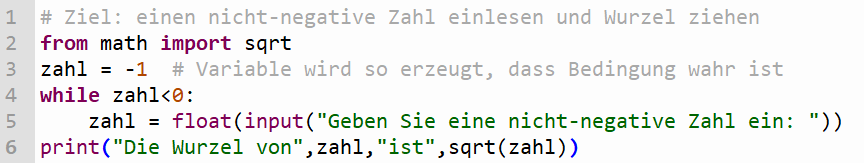 1 # Ziel: einen nicht-negative Zahl einlesen und Wurzel ziehen
2 from math import sqrt
3 zahl = -1  # Variable wird so erzeugt, dass Bedingung wahr ist
4 while zahl<0:
5     zahl = float(input("Geben Sie eine nicht-negative Zahl ein: "))
6 print("Die Wurzel von",zahl,"ist",sqrt(zahl))